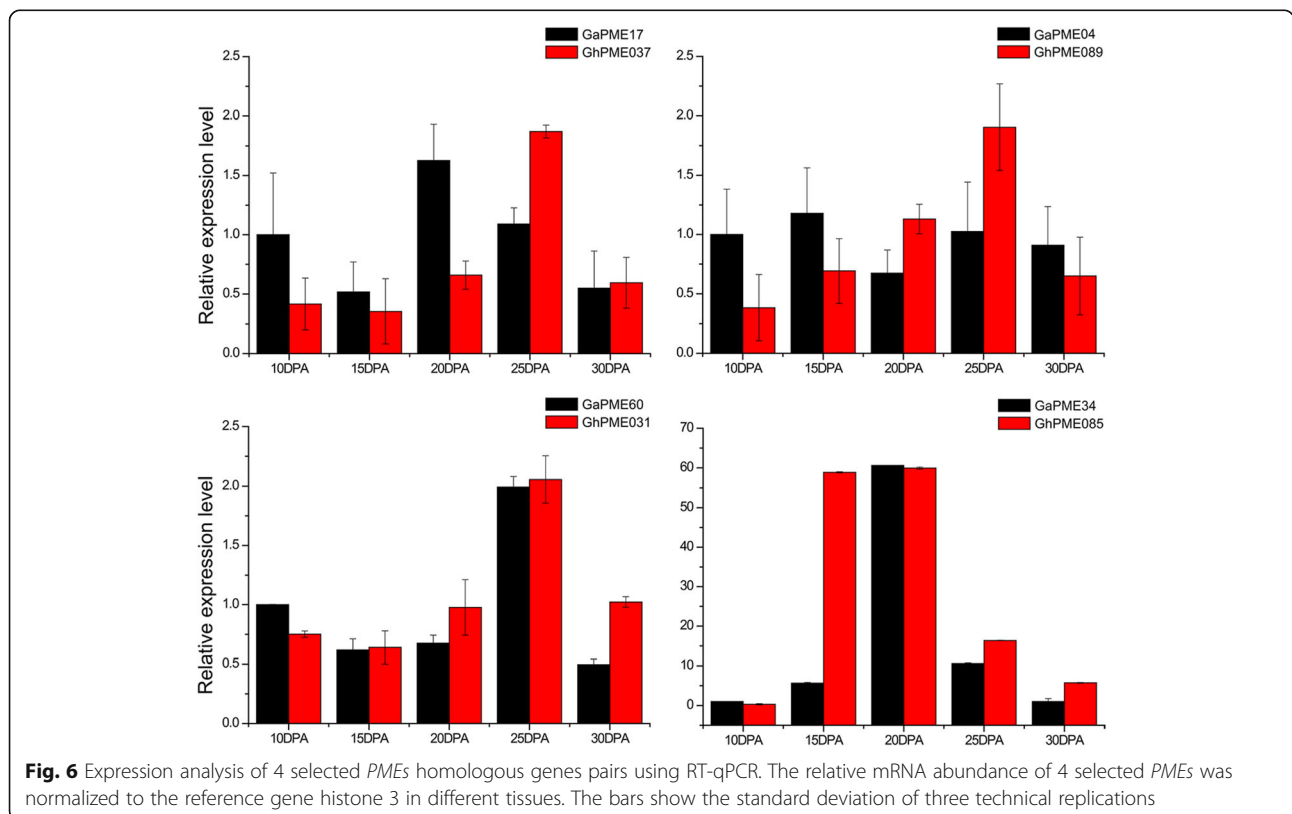 GaPME17
GhPME037
2.5
2.0
1.5
1.0
0.5
0.0
Relative expression level
10DPA 15DPA 20DPA 25DPA 30DPA
GaPME04
GhPME089
2.5
2.0
1.5
1.0
0.5
0.0
10DPA 15DPA 20DPA 25DPA 30DPA
GaPME60
GhPME031
2.5
2.0
1.5
1.0
0.5
0.0
Relative expression level
10DPA 15DPA 20DPA 25DPA 30DPA
GaPME34
GhPME085
70
60
50
40
30
20
10
0
10DPA 15DPA 20DPA 25DPA 30DPA
Fig. 6 Expression analysis of 4 selected PMEs homologous genes pairs using RT-qPCR. The relative mRNA abundance of 4 selected PMEs was
normalized to the reference gene histone 3 in different tissues. The bars show the standard deviation of three technical replications